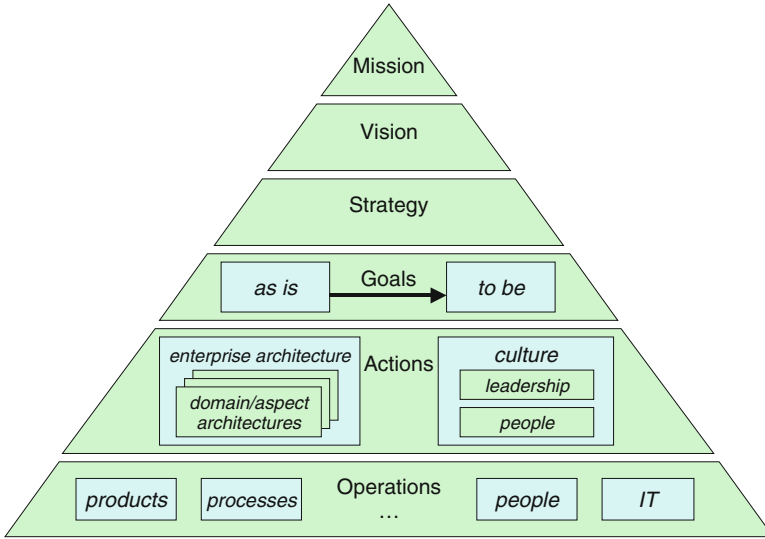 Mission
Vision
Strategy
as is
Goals
to be
enterprise architecture
domain/aspect
architectures
Actions
culture
leadership
people
products
processes
Operations
...
people
IT